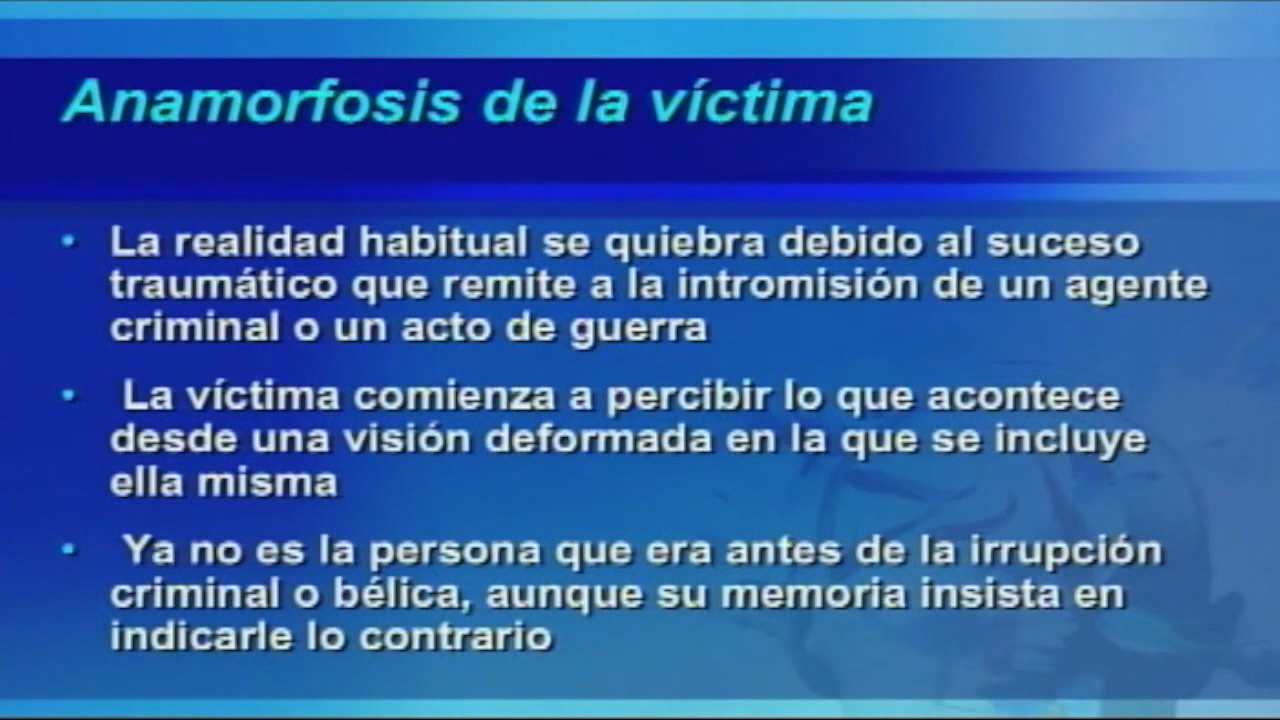 Anamorfosis de la víctima
• La realidad habitual se quiebra debido al suceso
traumático que remite a la intromisión de un agente
criminal o un acto de guerra
• La víctima comienza a percibir lo que acontece
desde una visión deformada en la que se incluye
ella misma
• Ya no es la persona que era antes de la irrupción
criminal o bélica, aunque su memoria insista en
indicarle lo contrario